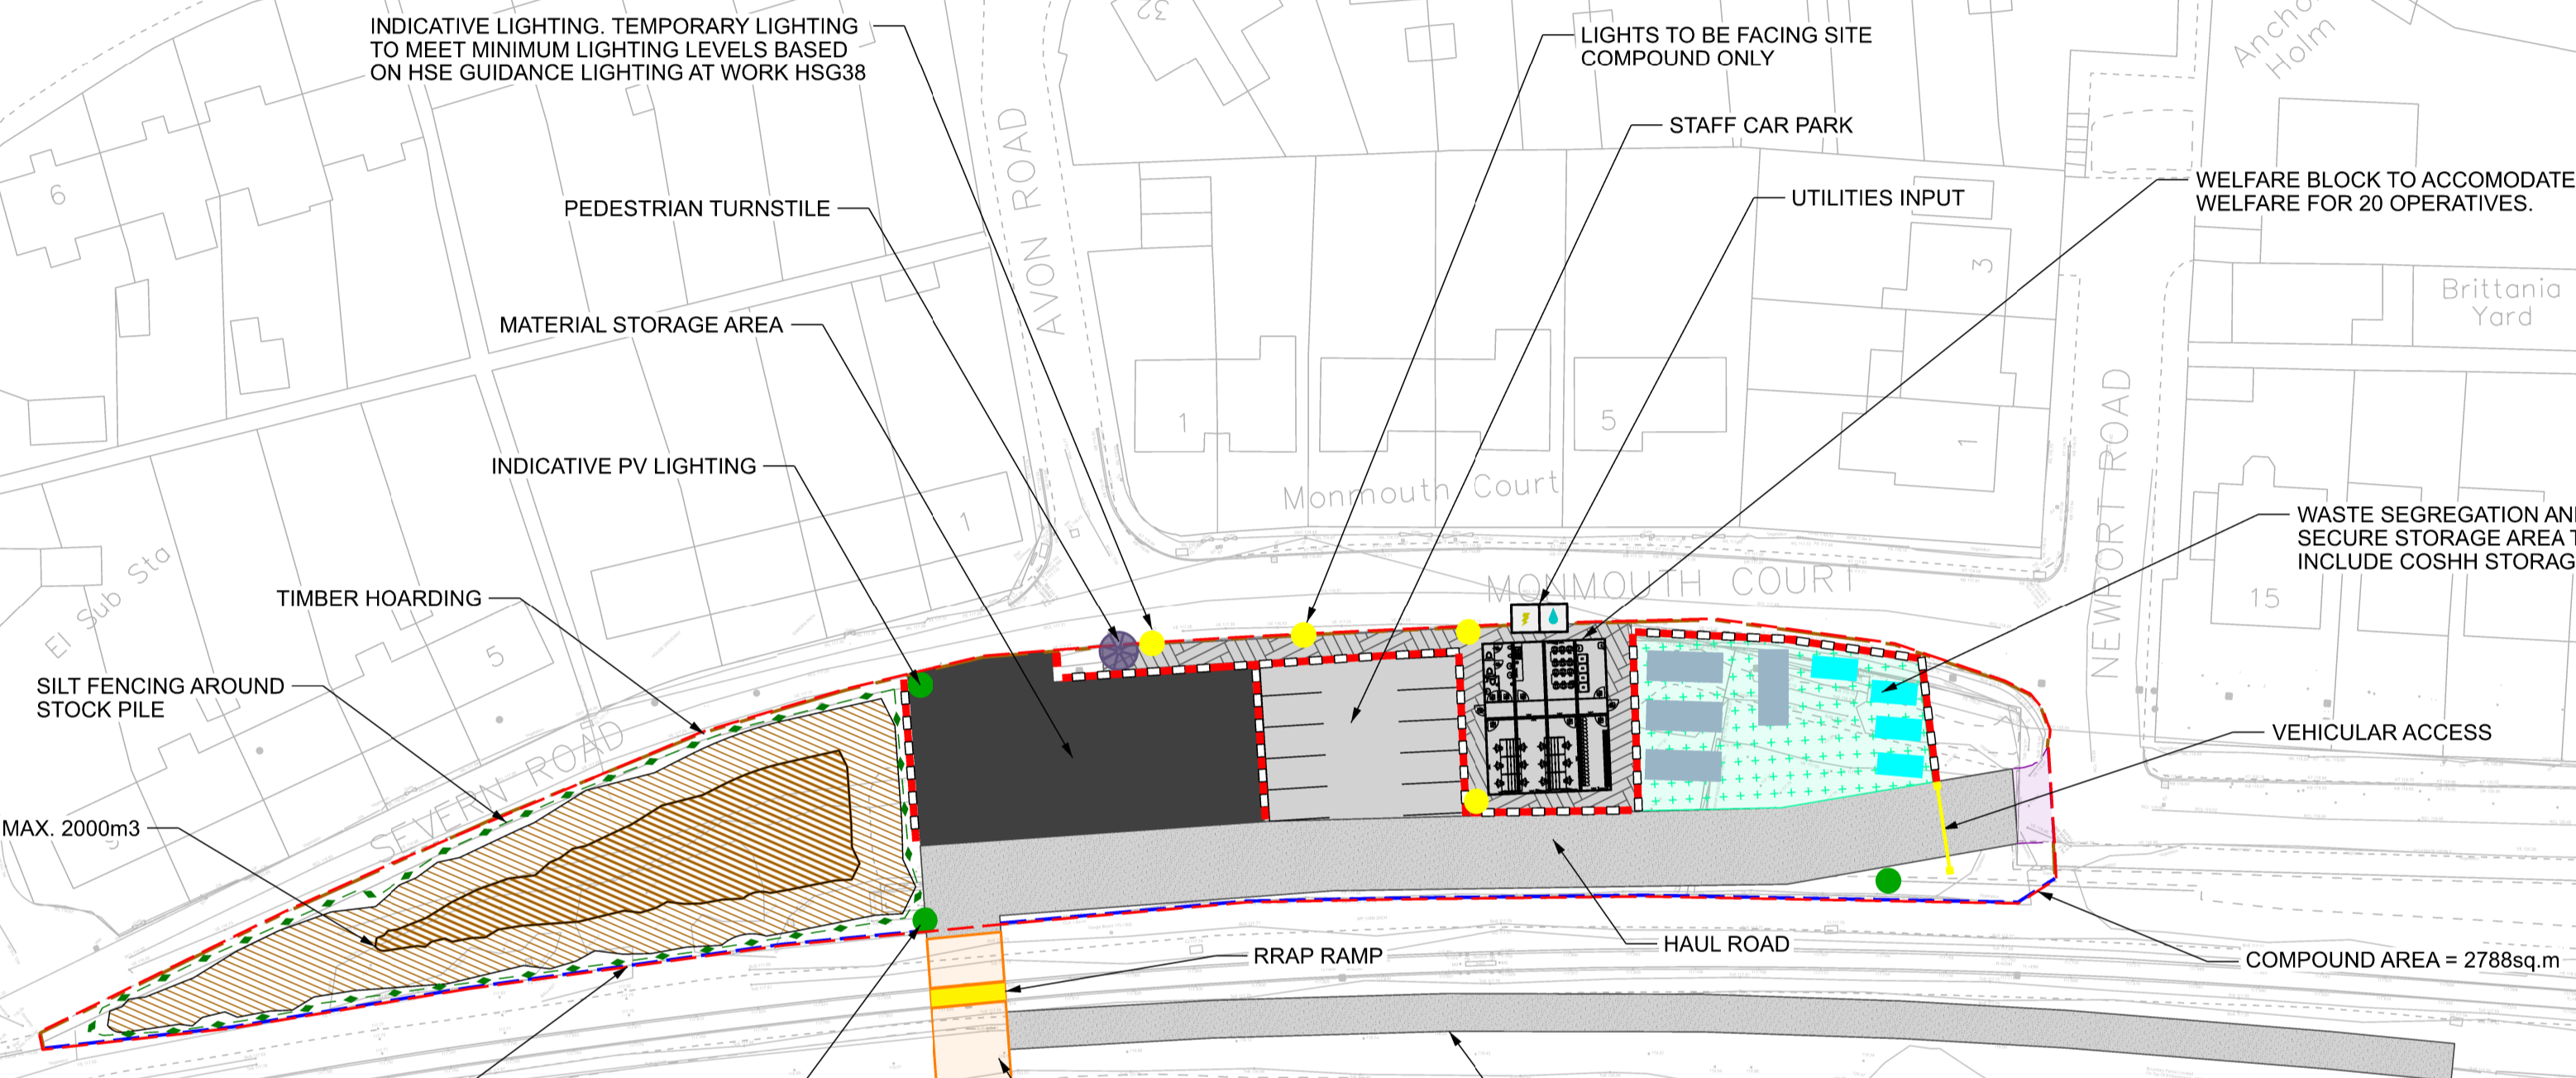 INDICATIVE LIGHTING. TEMPORARY LIGHTING
TO MEET MINIMUM LIGHTING LEVELS BASED
ON HSE GUIDANCE LIGHTING AT WORK HSG38
LIGHTS TO BE FACING SITE
COMPOUND ONLY
32
Anchor
Holm
STAFF CAR PARK
PEDESTRIAN TURNSTILE
UTILITIES INPUT
WELFARE BLOCK TO ACCOMODATE
WELFARE FOR 20 OPERATIVES.
6
AVON ROAD
3
Brittania
Yard
MATERIAL STORAGE AREA
1
5
1
INDICATIVE PV LIGHTING
Monmouth Court
NEWPORT ROAD
1
WASTE SEGREGATION AN
SECURE STORAGE AREA T
INCLUDE COSHH STORAG
El Sub Sta
TIMBER HOARDING
MONMOUTH COURT
15
5
SILT FENCING AROUND
STOCK PILE
SEVERN ROAD
VEHICULAR ACCESS
MAX. 2000m3
9
RRAP RAMP
HAUL ROAD
COMPOUND AREA = 2788sq.m